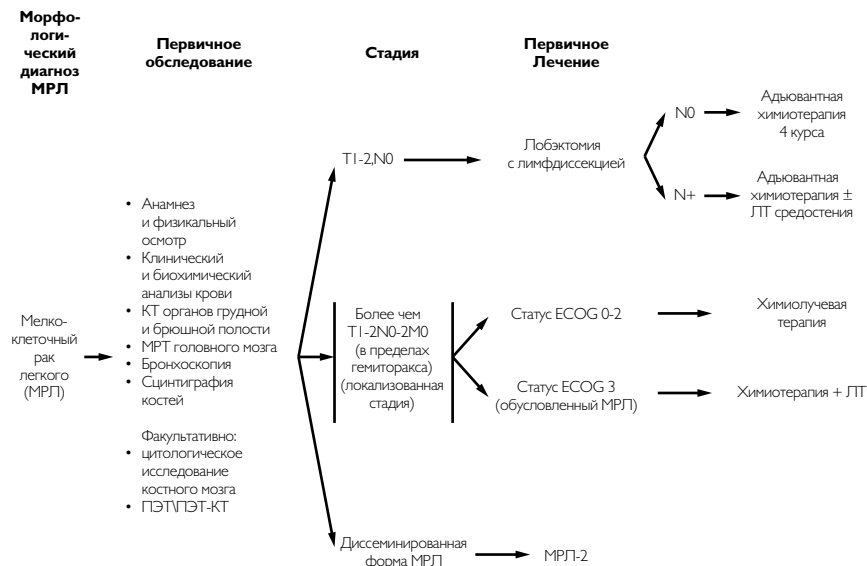 Морфо-
логи-
ческий
диагноз
МРЛ
Первичное
обследование
Стадия
Первичное
Лечение
Мелко-
клеточный
рак
легкого
(МРЛ)
• Анамнез
и физикальный
осмотр
• Клинический
и биохимический
анализы крови
• КТ органов грудной
и брюшной полости
• МРТ головного мозга
• Бронхоскопия
• Сцинтиграфия
костей
Факультативно:
• цитологическое
исследование
костного мозга
• ПЭТ\ПЭТ-КТ
T1-2,N0
Лобэктомия
с лимфдиссекцией
N0
Адъювантная
химиотерапия
4 курса
N+
Адъювантная
химиотерапия ±
ЛТ средостения
Более чем
T1-2N0-2M0
(в пределах
гемиторакса)
(локализованная
стадия)
Статус ECOG 0-2
Химиолучевая
терапия
Статус ECOG 3
(обусловленный МРЛ)
Химиотерапия + ЛТ
Диссеминированная
форма МРЛ
МРЛ-2